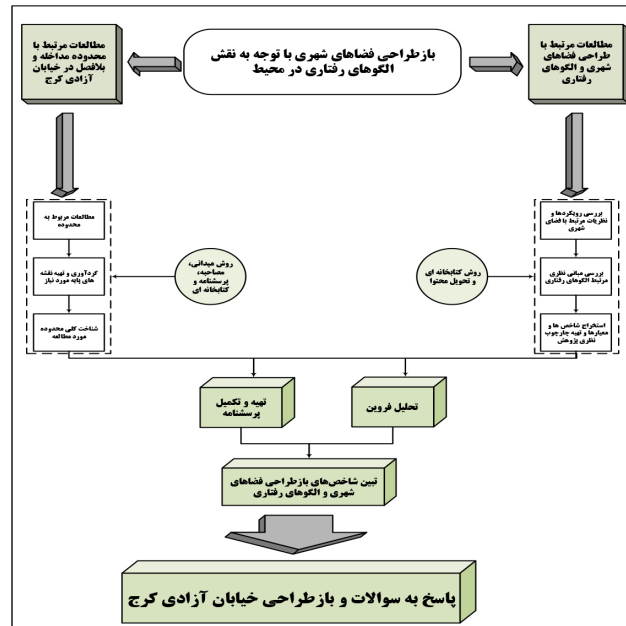 بازطراحی فضاهای شهری با توجه به نقش
الگوهای رفتاری در محیط
مطالعات مرتبط با
طراحی فضاهای
شهری و الگوهای
رفتاری
مطالعات مرتبط با
محدوده مداخله و
بلافصل در خیابان
آزادی کرج
بررسی رویکردها و
نظریات مرتبط با فضای
شهری
بررسی مبانی نظری
مرتبط الگوهای رفتاری
استخراج شاخص ها و
معیارها و تهیه چارچوب
نظری پژوهش
روش کتابخانه ای
و تحویل محتوا
روش میدانی،
مصاحبه،
پرسشنامه و
کتابخانه ای
مطالعات مربوط به
محدوده
گردآوری و تهیه نقشه
های پایه مورد نیاز
شناخت کلی محدوده
مورد مطالعه
تحلیل فروین
تهیه و تکمیل
پرسشنامه
تبین شاخص‌های بازطراحی فضاهای
شهری و الگوهای رفتاری
پاسخ به سوالات و بازطراحی خیابان آزادی کرج